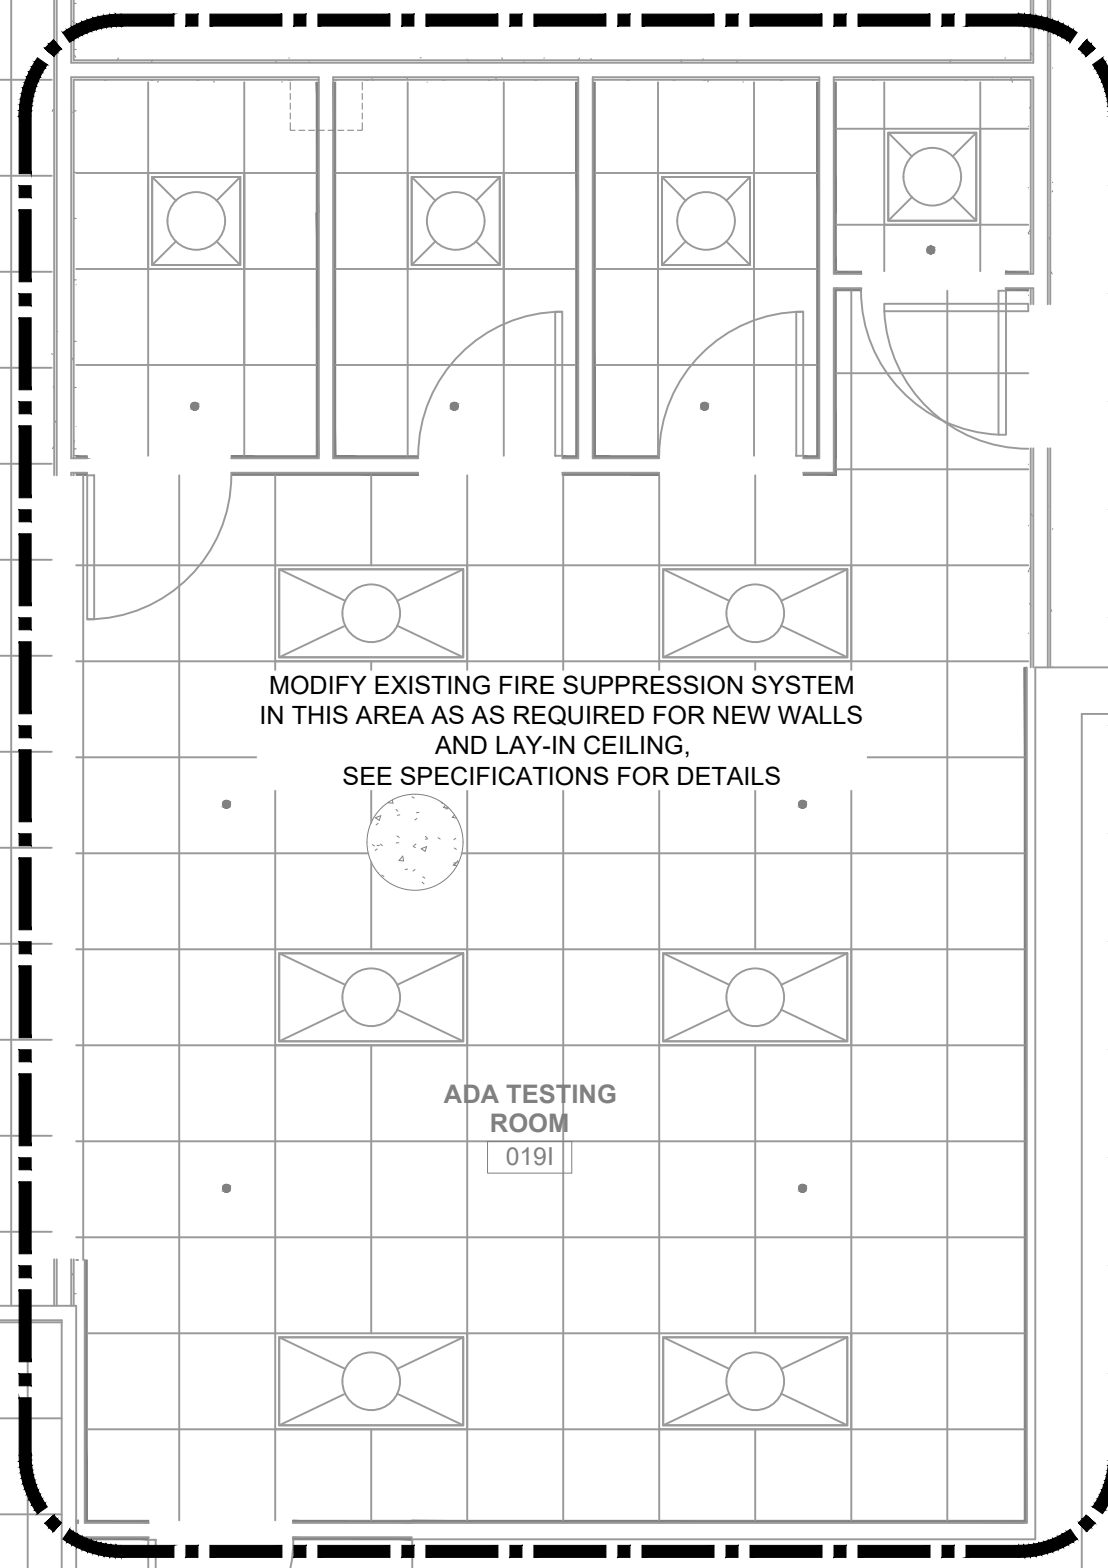 MODIFY EXISTING FIRE SUPPRESSION SYSTEM
IN THIS AREA AS AS REQUIRED FOR NEW WALLS
AND LAY-IN CEILING,
SEE SPECIFICATIONS FOR DETAILS
ADA TESTING
ROOM
019I